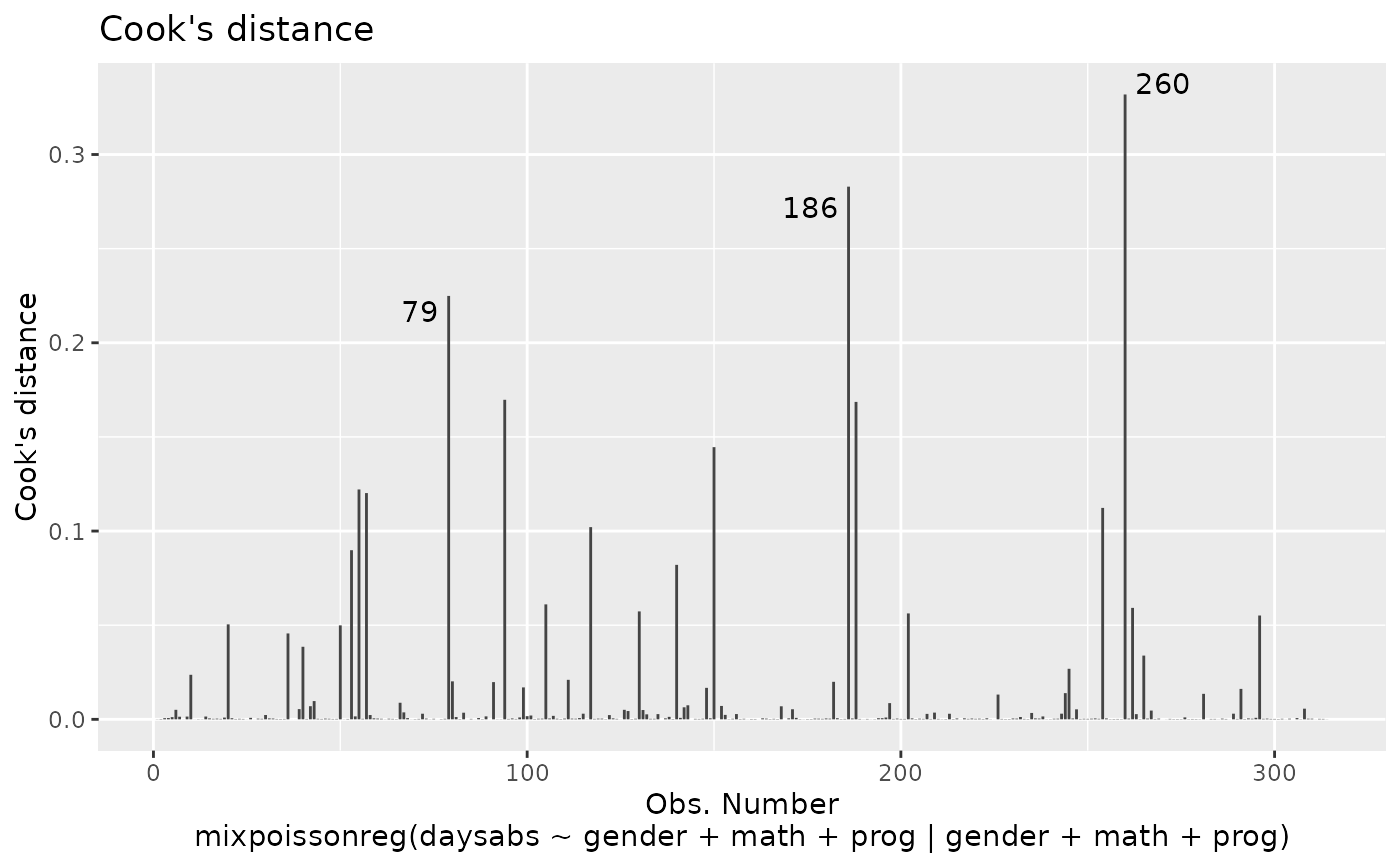 Cook's distance
260
0.3
186
79
0.2
Cook's distance
0.1
0.0
0 100 200 300
Obs. Number
mixpoissonreg(daysabs ~ gender + math + prog | gender + math + prog)